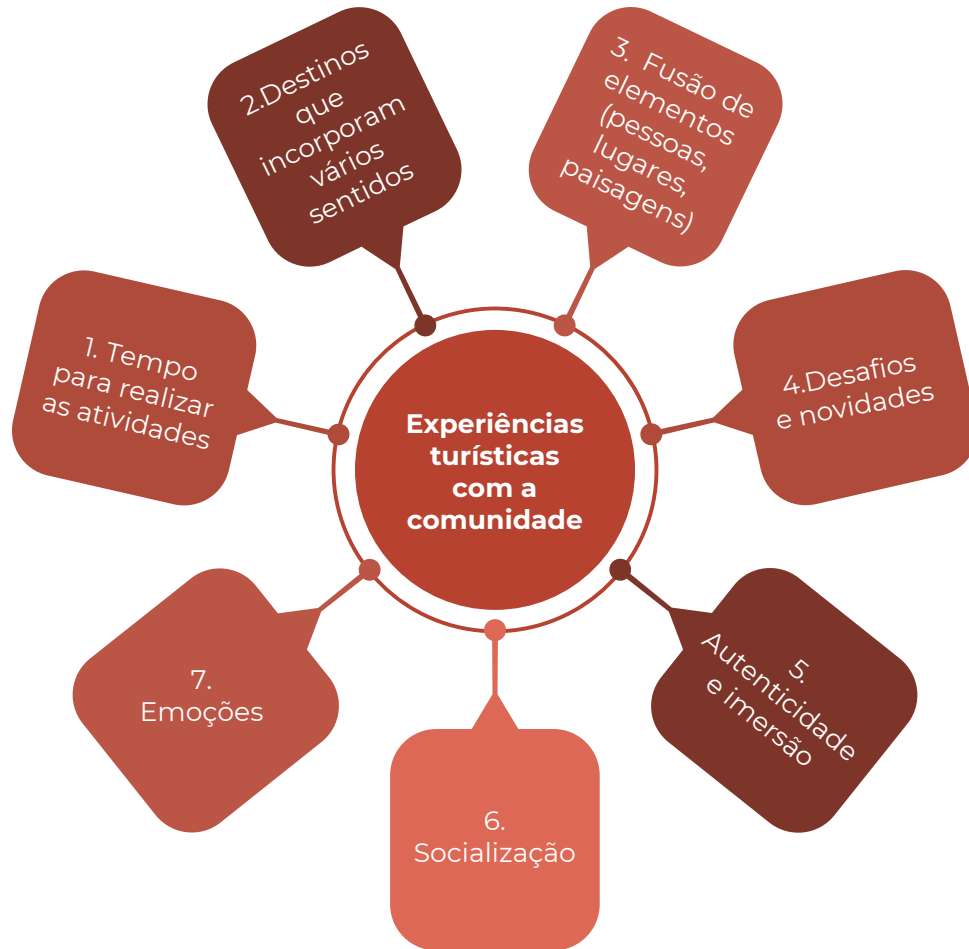 Experiências
turísticas
com a
comunidade
1. Tempo
para realizar
as atividades
2.Destinos
que
incorporam
vários
sentidos
3. Fusão de
elementos
(pessoas,
lugares,
paisagens)
4.Desafios
e novidades
5.
Autenticidade
e imersão
6.
Socialização
7.
Emoções